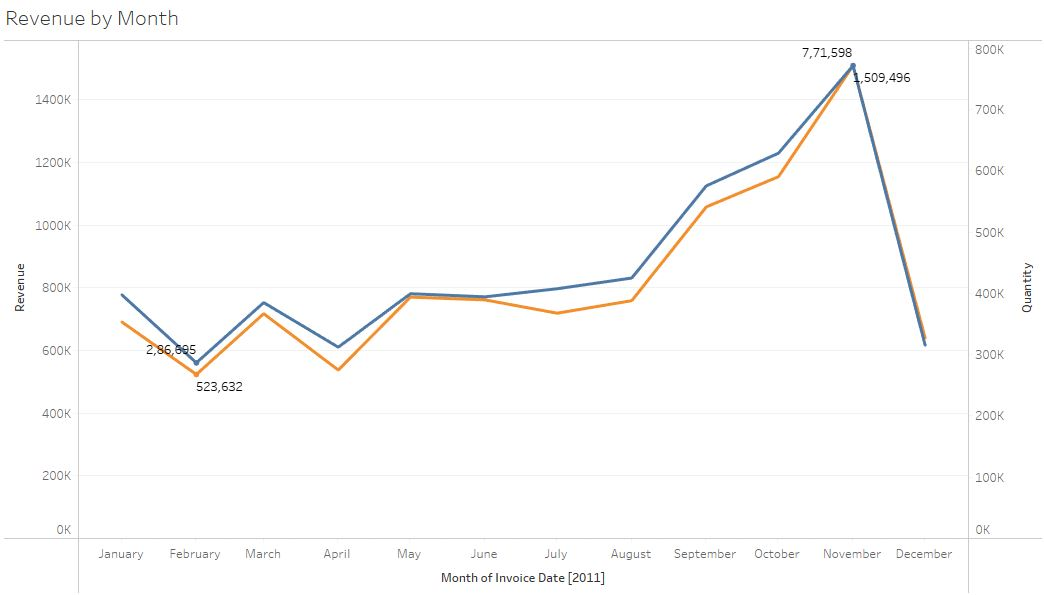 Revenue by Month
Revenue
1400K
1200K
1000K
800K
600K
400K
200K
0K
7,71,598
1,509,496
2,86,695
523,632
800K
700K
600K
500K
400K
300K
200K
100K
0K
Quantity
January February March April May June July August September October November December
Month of Invoice Date [2011]